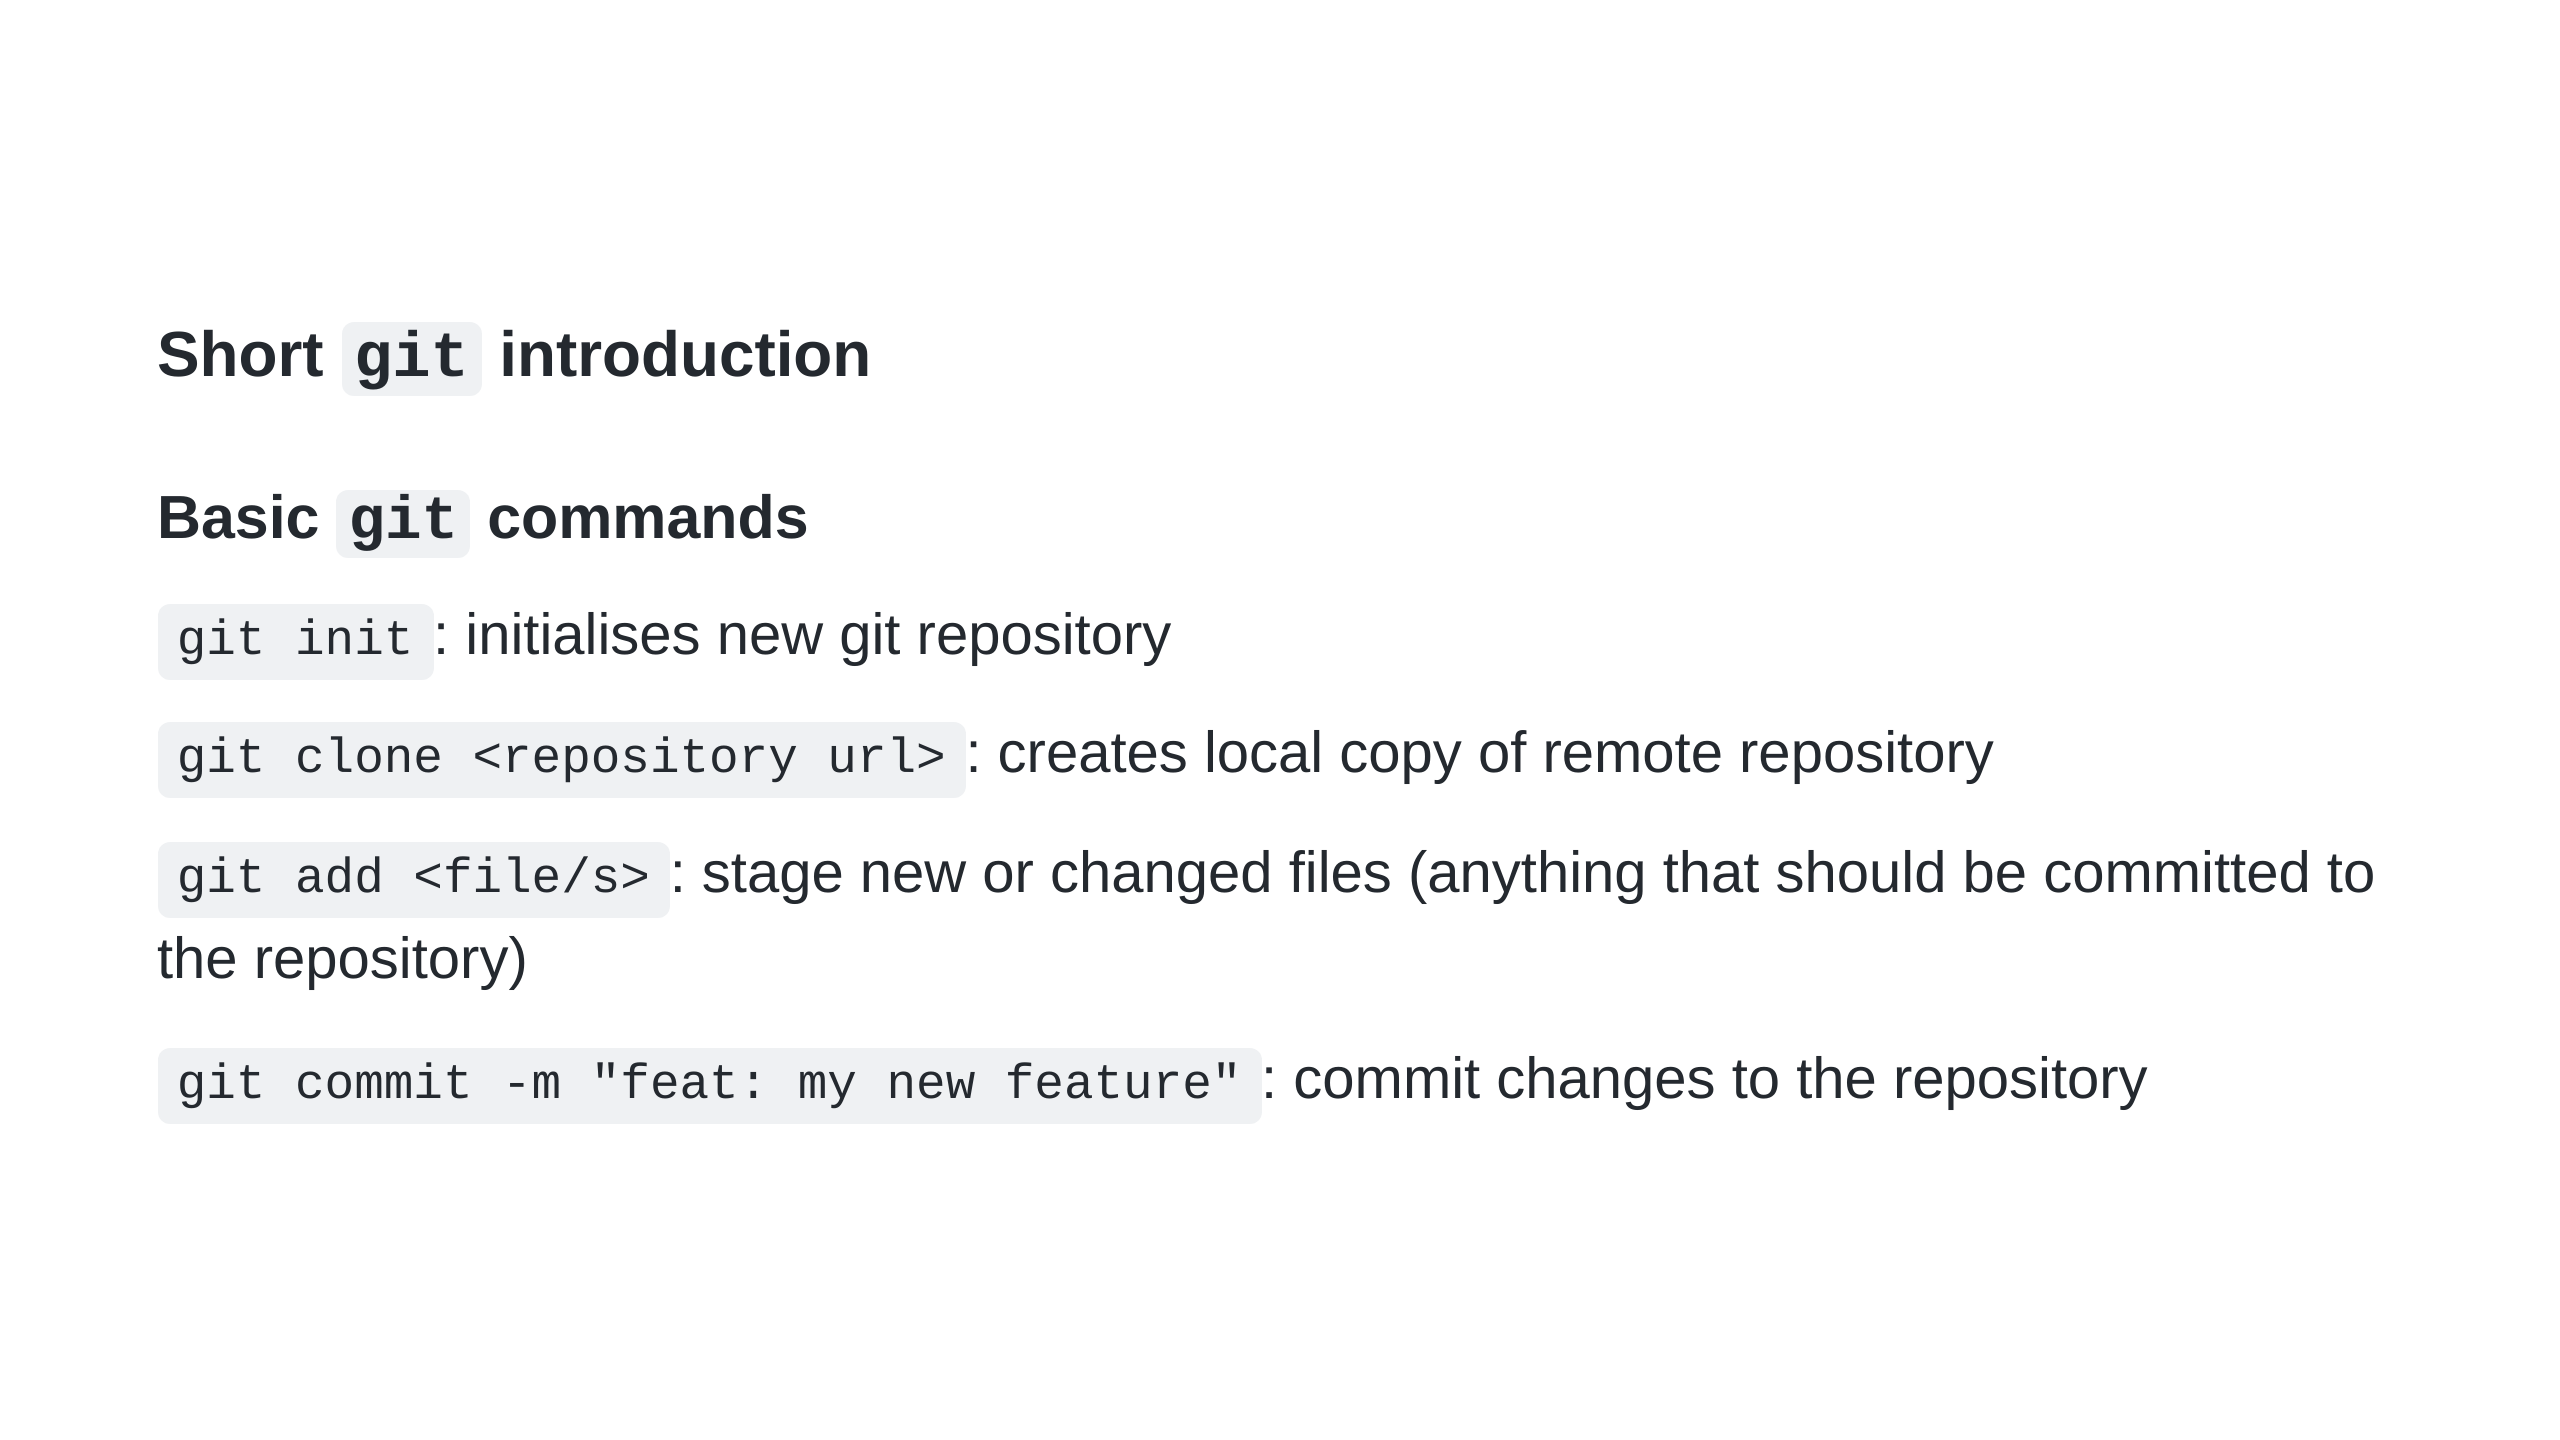 Short git introduction
Basic git commands
git init: initialises new git repository
git clone <repository url>: creates local copy of remote repository
git add <file/s>: stage new or changed files (anything that should be committed to
the repository)
git commit -m "feat: my new feature": commit changes to the repository